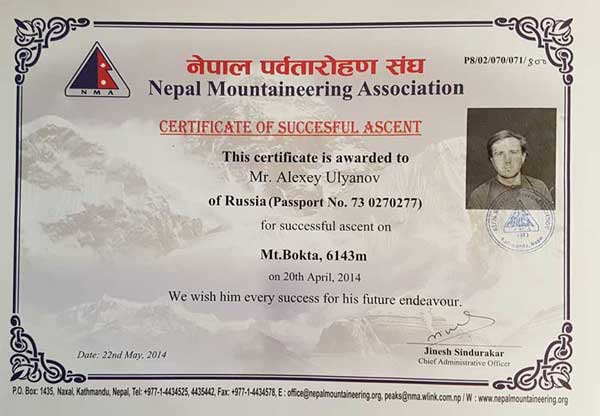 P8/02/070/071/५००
NMA
नेपाल पर्वतारोहण संघ
Nepal Mountaineering Association
CERTIFICATE OF SUCCESFUL ASCENT
This certificate is awarded to
Mr. Alexey Ulyanov
of Russia (Passport No. 73 0270277)
for successful ascent on
Mt.Bokta, 6143m
on 20th April, 2014
We wish him every success for his future endeavour.
Jinesh Sindurakar
Chief Administrative Officer
Date: 22nd May, 2014
P.O. Box: 1435, Naxal, Kathmandu, Nepal, Tel: +977-1-4434525, 4435442, Fax: +977-1-4434578, E : office@nepalmountaineering.org, peaks@nma.wlink.com.np / W : www.nepalmountaineering.org